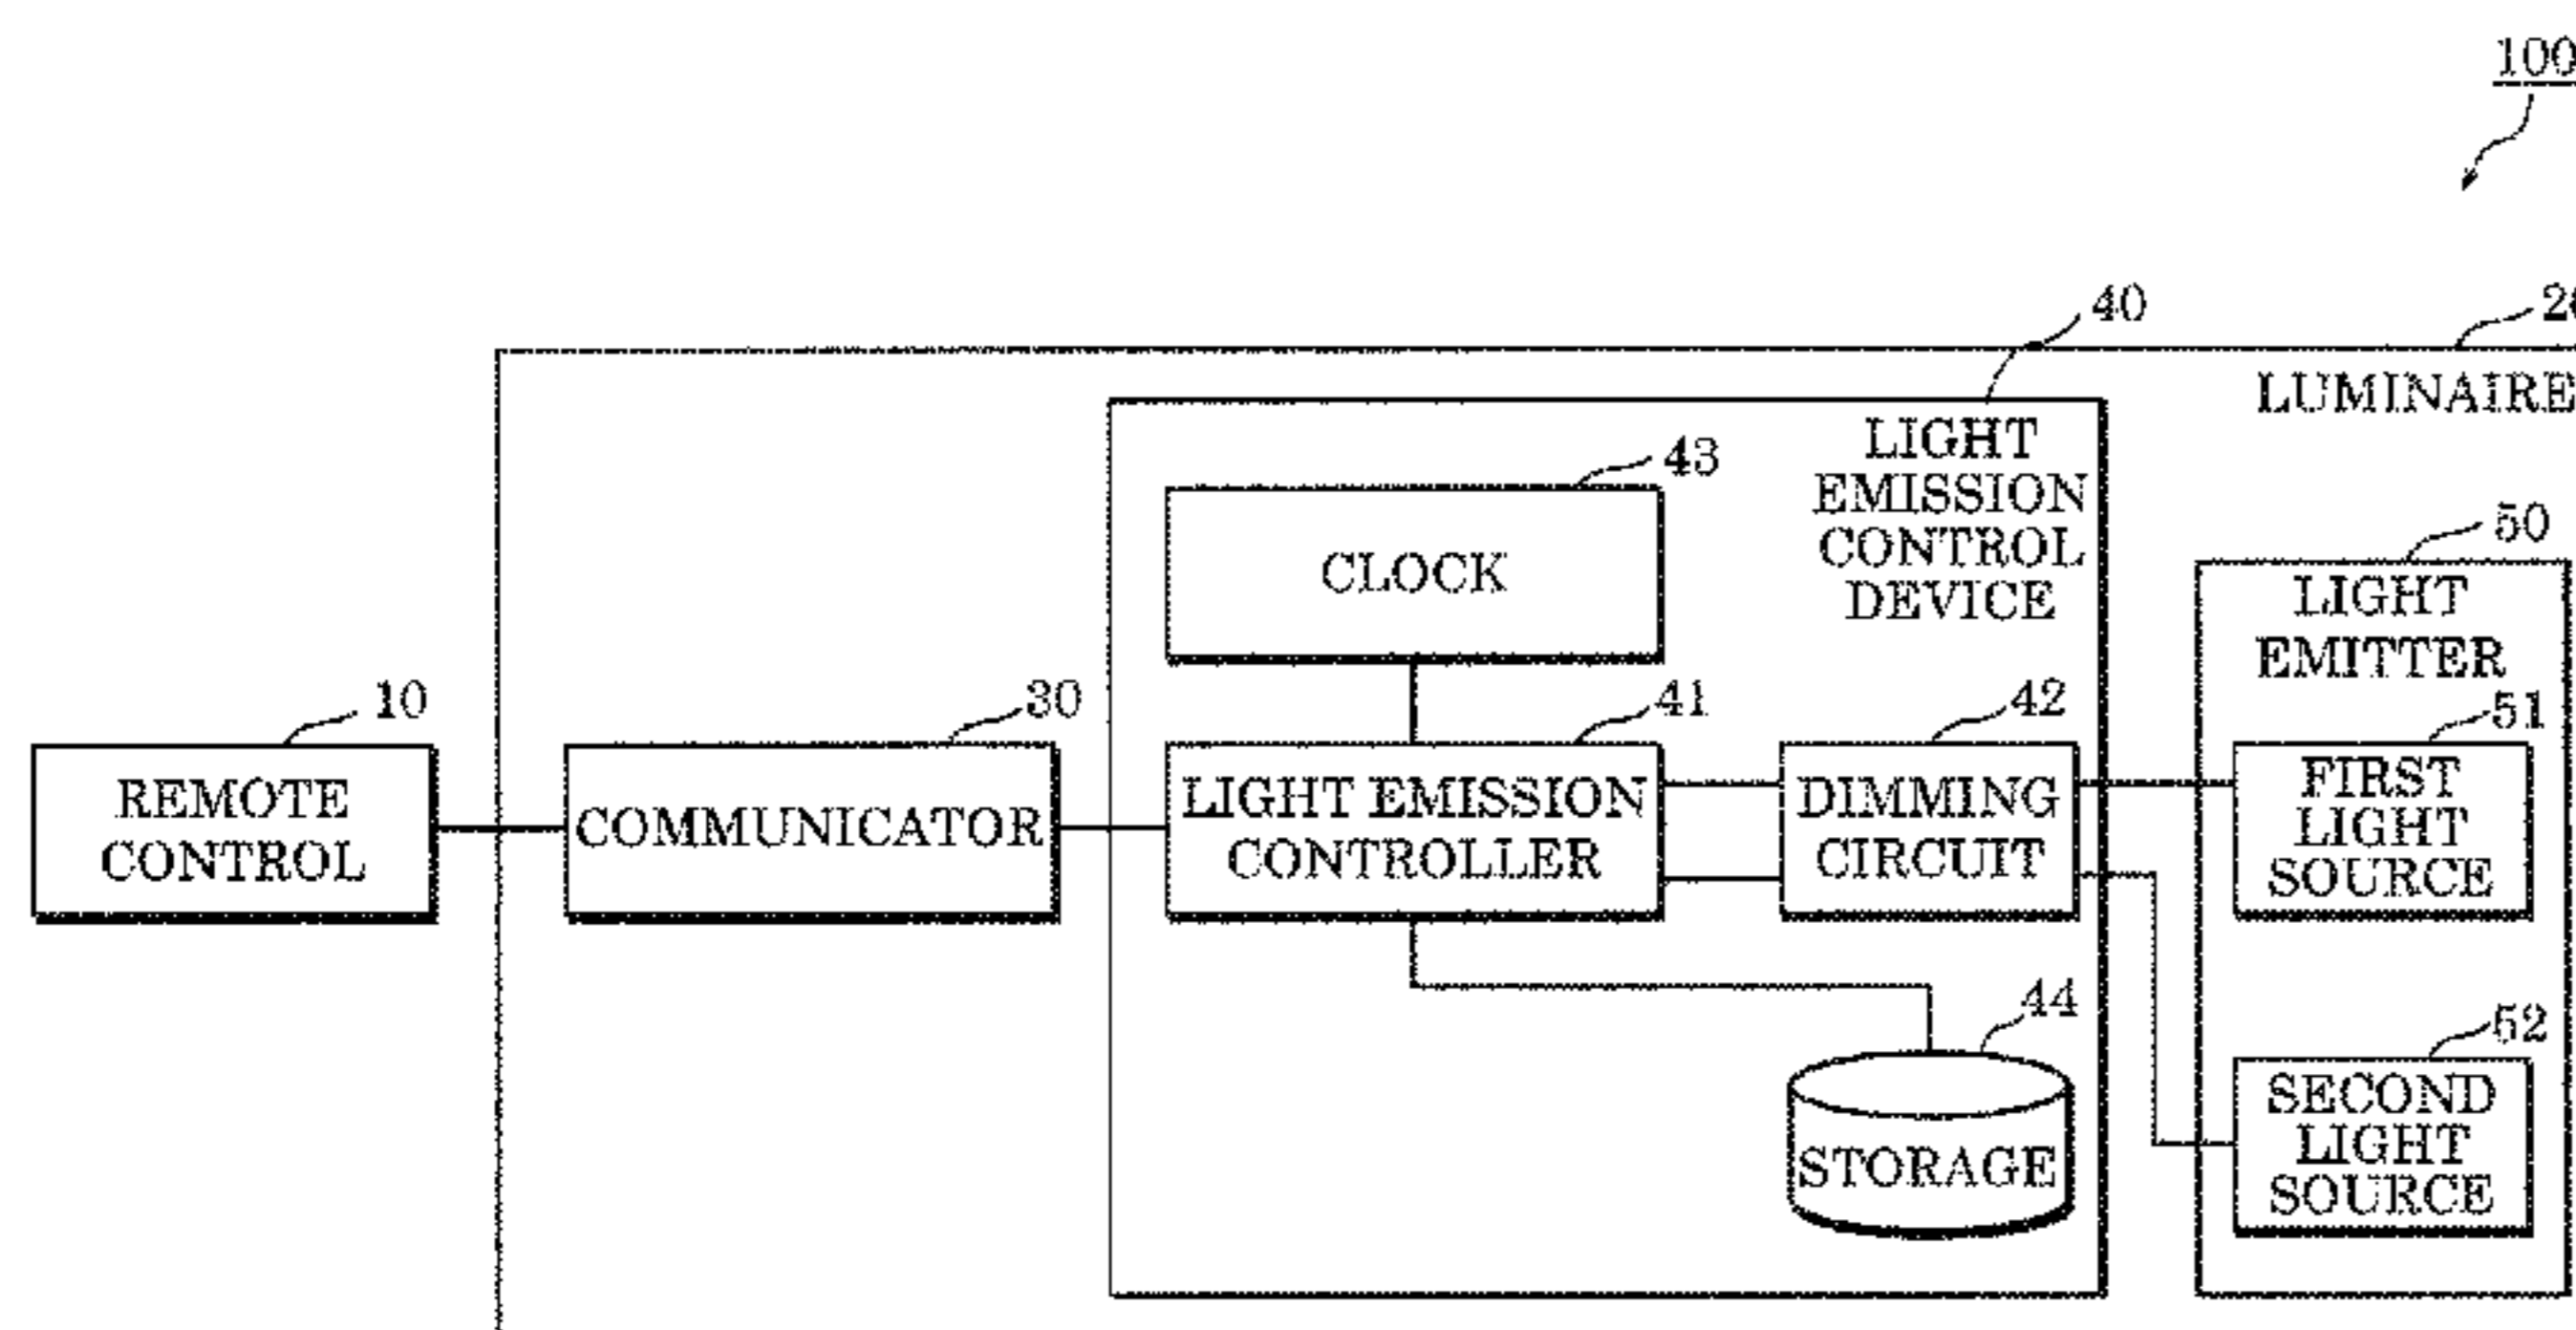 100
40
LUMINAIRE
43
LIGHT
EMISSION
CONTROL
DEVICE
CLOCK
50
LIGHT
EMITTER
10
REMOTE
CONTROL
30
COMMUNICATOR
41
LIGHT EMISSION
CONTROLLER
42
DIMMING
CIRCUIT
51
FIRST
LIGHT
SOURCE
44
STORAGE
52
SECOND
LIGHT
SOURCE